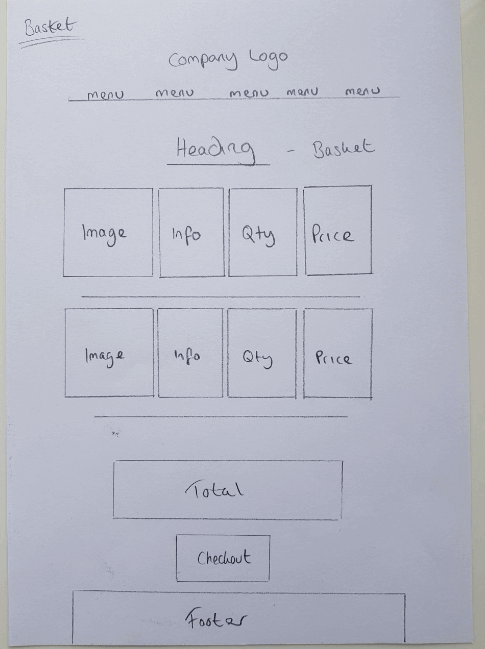 Basket
Company Logo
menu menu menu menu menu
Heading - Basket
Image Info Qty Price
Image Info Qty Price
Total
Checkout
Footer